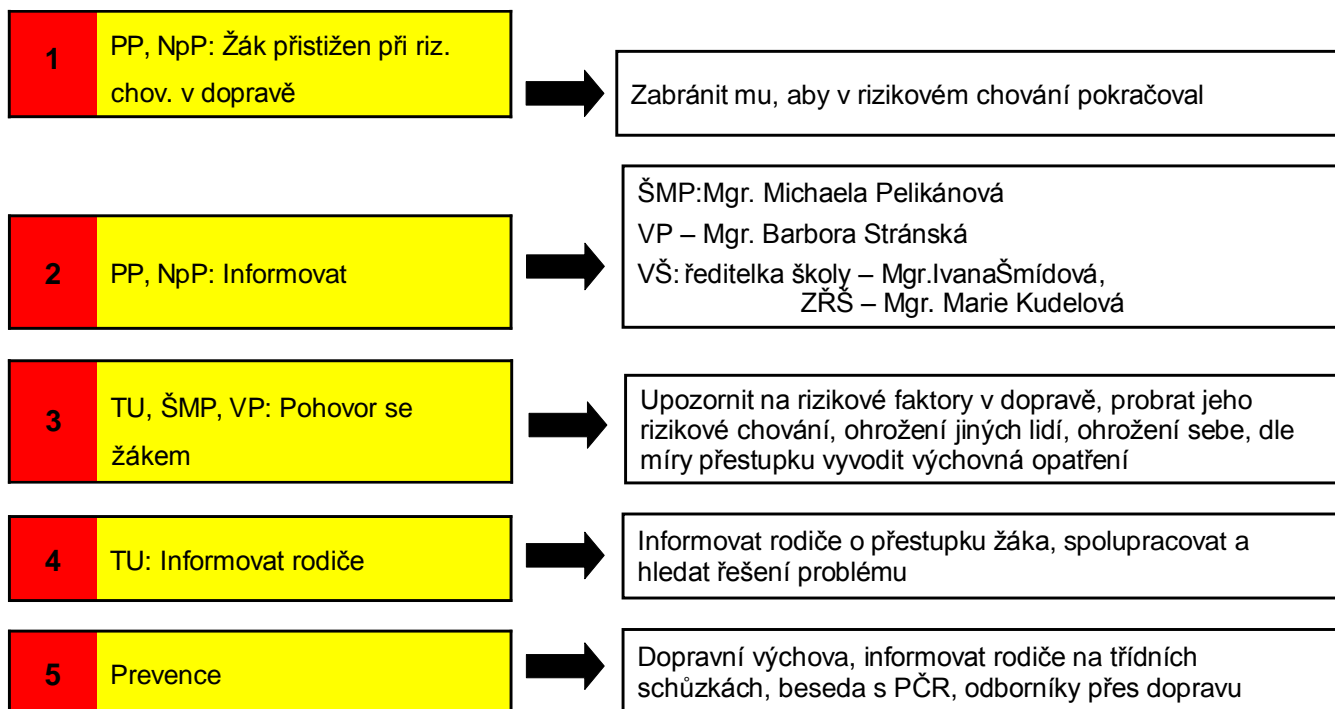 1
PP, NpP: Žák přistižen při riz.
chov. v dopravě
Zabránit mu, aby v rizikovém chování pokračoval
2
PP, NpP: Informovat
ŠMP:Mgr. Michaela Pelikánová
VP – Mgr. Barbora Stránská
VŠ: ředitelka školy – Mgr.IvanaŠmídová,
ZŘŠ – Mgr. Marie Kudelová
3
TU, ŠMP, VP: Pohovor se
žákem
Upozornit na rizikové faktory v dopravě, probrat jeho
rizikové chování, ohrožení jiných lidí, ohrožení sebe, dle
míry přestupku vyvodit výchovná opatření
4
TU: Informovat rodiče
Informovat rodiče o přestupku žáka, spolupracovat a
hledat řešení problému
5
Prevence
Dopravní výchova, informovat rodiče na třídních
schůzkách, beseda s PČR, odborníky přes dopravu